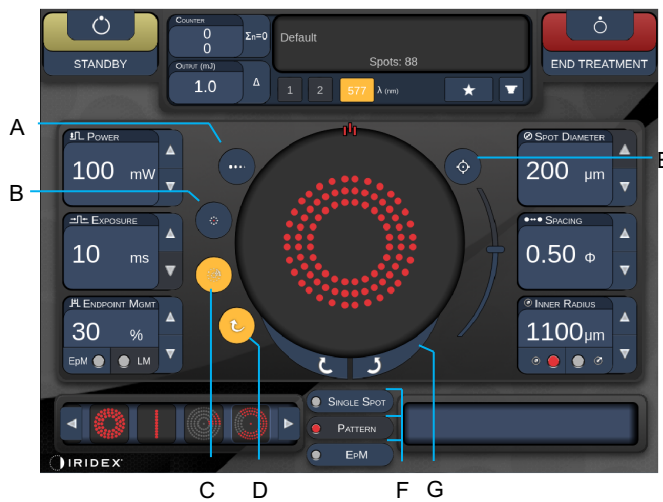 STANDBY
COUNTER
0
0
Σn=0
OUTPUT (mJ)
1.0
Δ
Default
Spots: 88
1 2 577 λ (nm)
END TREATMENT
A
B
POWER
100 mW
EXPOSURE
10 ms
ENDPOINT MGMT
30 %
EpM LM
SPOT DIAMETER
200 μm
SPACING
0.50 Φ
INNER RADIUS
1100μm
SINGLE SPOT
PATTERN
EPM
IRIDEX
C D F G